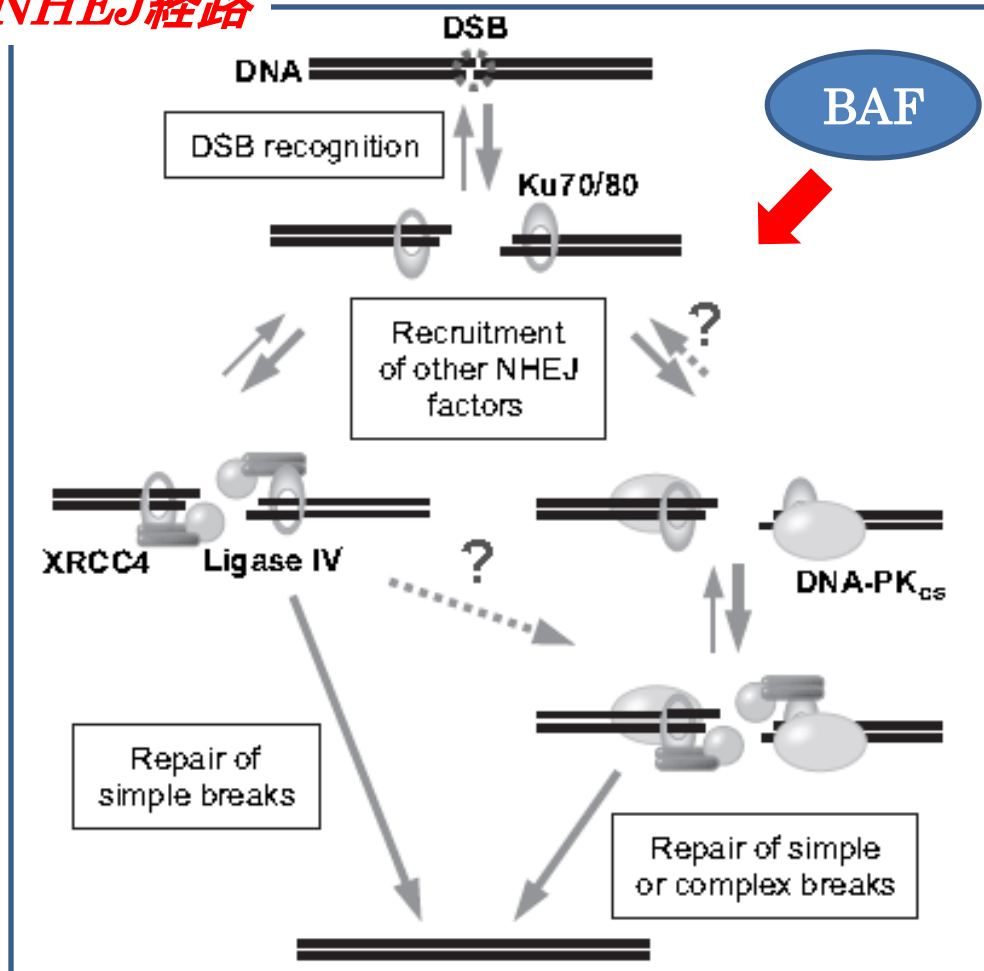 NHEJ経路
DSB
DNA
BAF
DSB recognition
Ku70/80
Recruitment
of other NHEJ
factors
?
XRCC4
Ligase IV
?
DNA-PKcs
Repair of
simple breaks
Repair of simple
or complex breaks